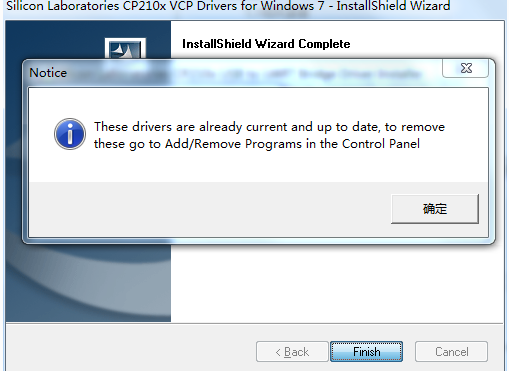 Silicon Laboratories CP210x VCP Drivers for Windows 7 - InstallShield Wizard
InstallShield Wizard Complete
Notice
These drivers are already current and up to date, to remove
these go to Add/Remove Programs in the Control Panel
确定
< Back
Finish
Cancel